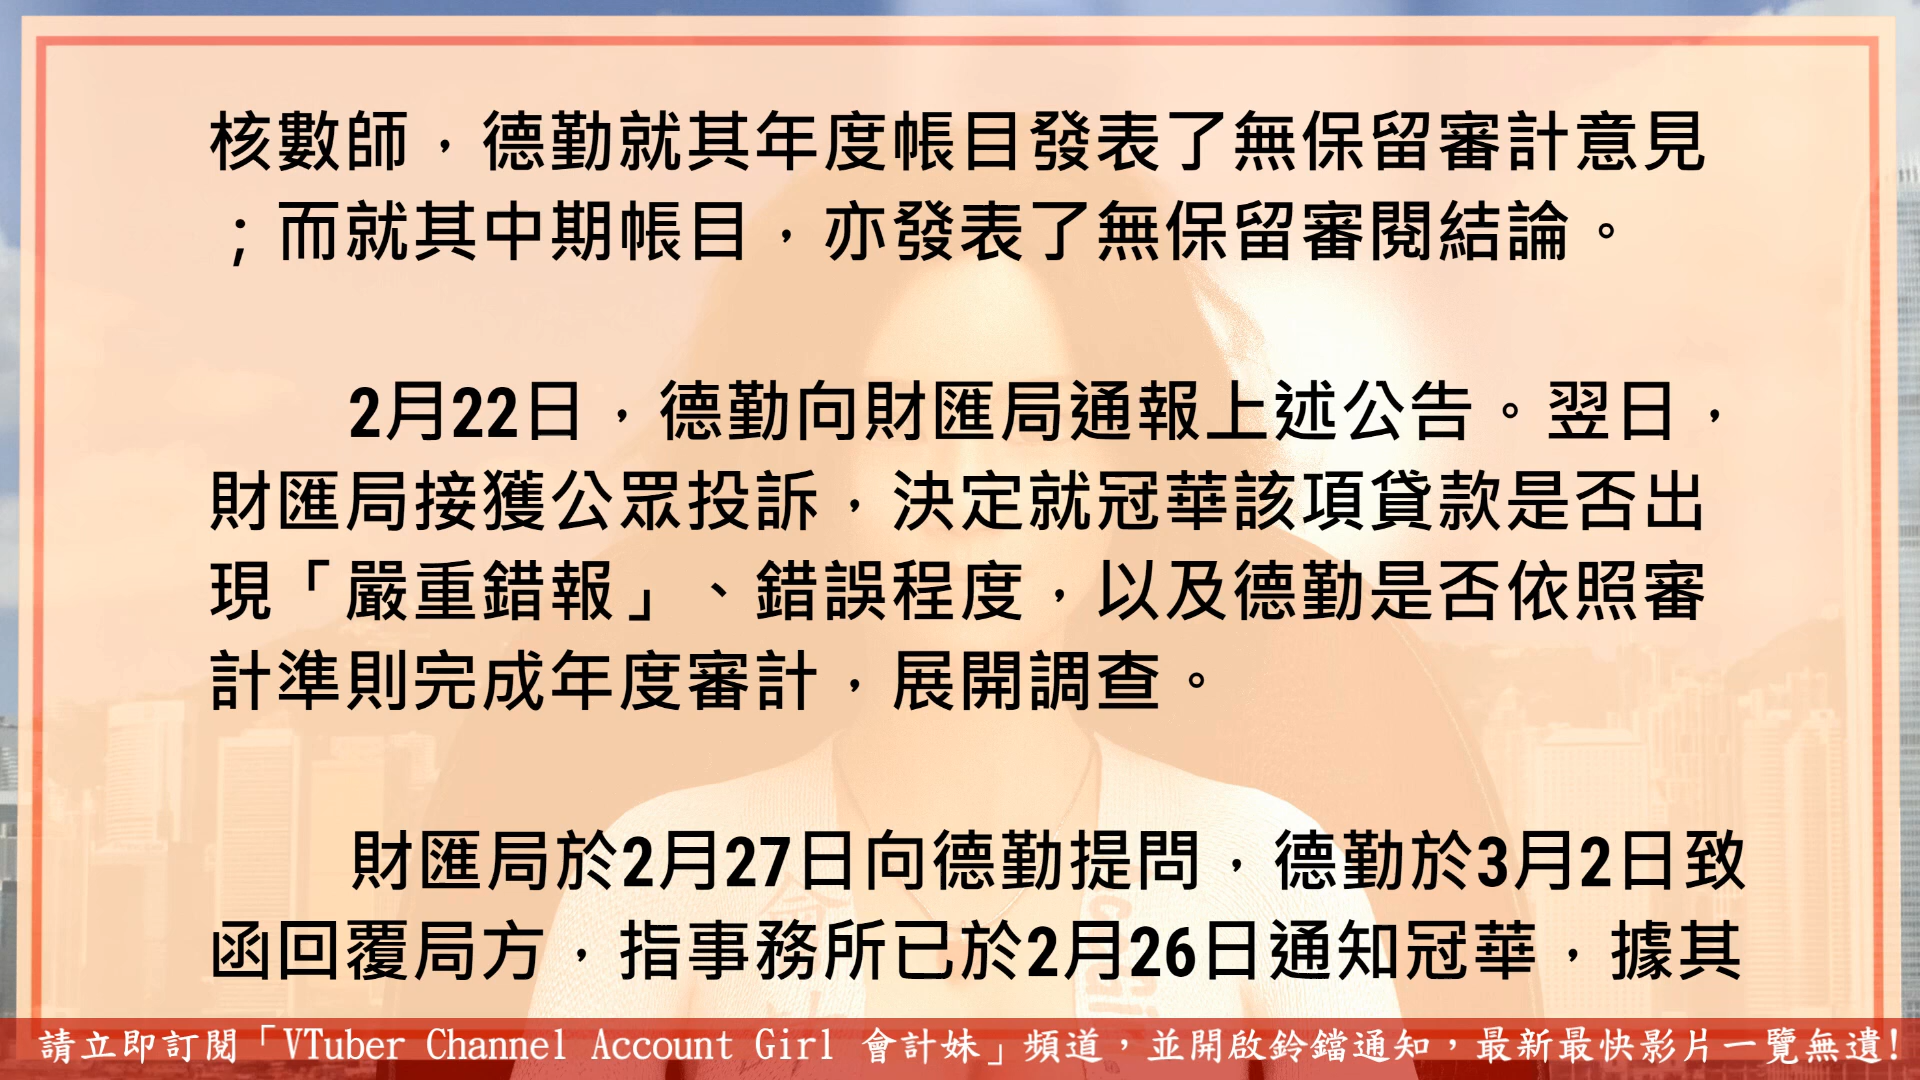 核數師，德勤就其年度帳目發表了無保留審計意見
；而就其中期帳目，亦發表了無保留審閱結論。
2月22日，德勤向財匯局通報上述公告。翌日，
財匯局接獲公眾投訴，決定就冠華該項貸款是否出
現「嚴重錯報」、錯誤程度，以及德勤是否依照審
計準則完成年度審計，展開調查。
財匯局於2月27日向德勤提問，德勤於3月2日致
函回覆局方，指事務所已於2月26日通知冠華，據其
請立即訂閱「VTuber Channel Account Girl 會計妹」頻道，並開啟鈴鐺通知，最新最快影片一覽無遺!